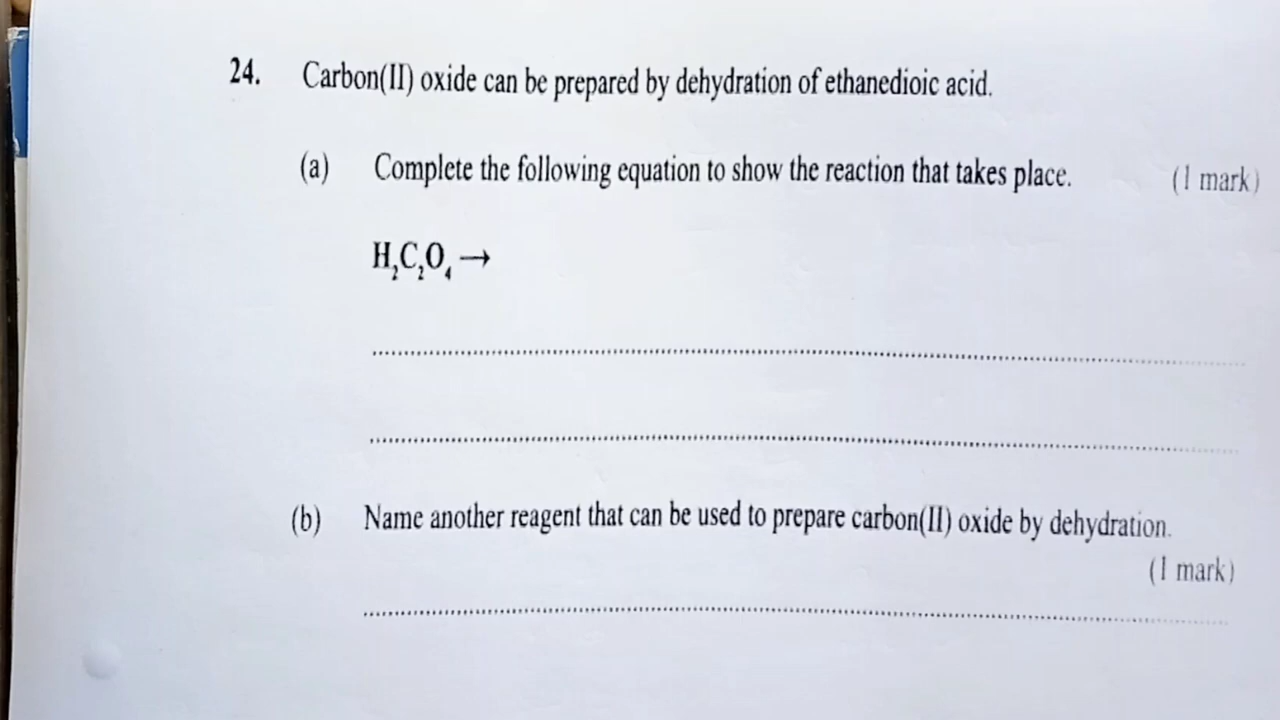 24. Carbon(II) oxide can be prepared by dehydration of ethanedioic acid.
(a) Complete the following equation to show the reaction that takes place. (1 mark)
H₂C₂O₄ →
(b) Name another reagent that can be used to prepare carbon(II) oxide by dehydration.
(1 mark)